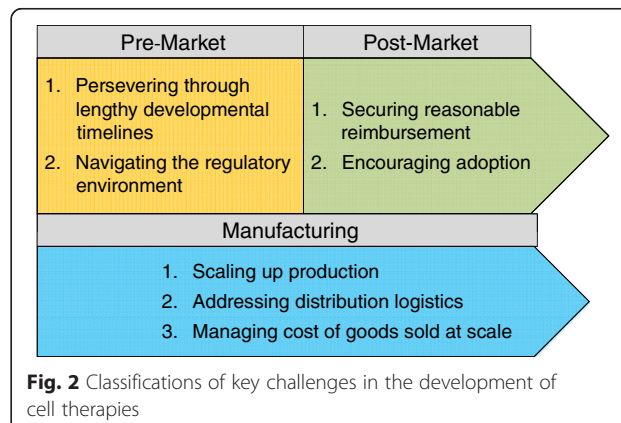 Pre-Market
Post-Market
1. Persevering through
lengthy developmental
timelines
2. Navigating the regulatory
environment
1. Securing reasonable
reimbursement
2. Encouraging adoption
Manufacturing
1. Scaling up production
2. Addressing distribution logistics
3. Managing cost of goods sold at scale
Fig. 2 Classifications of key challenges in the development of
cell therapies